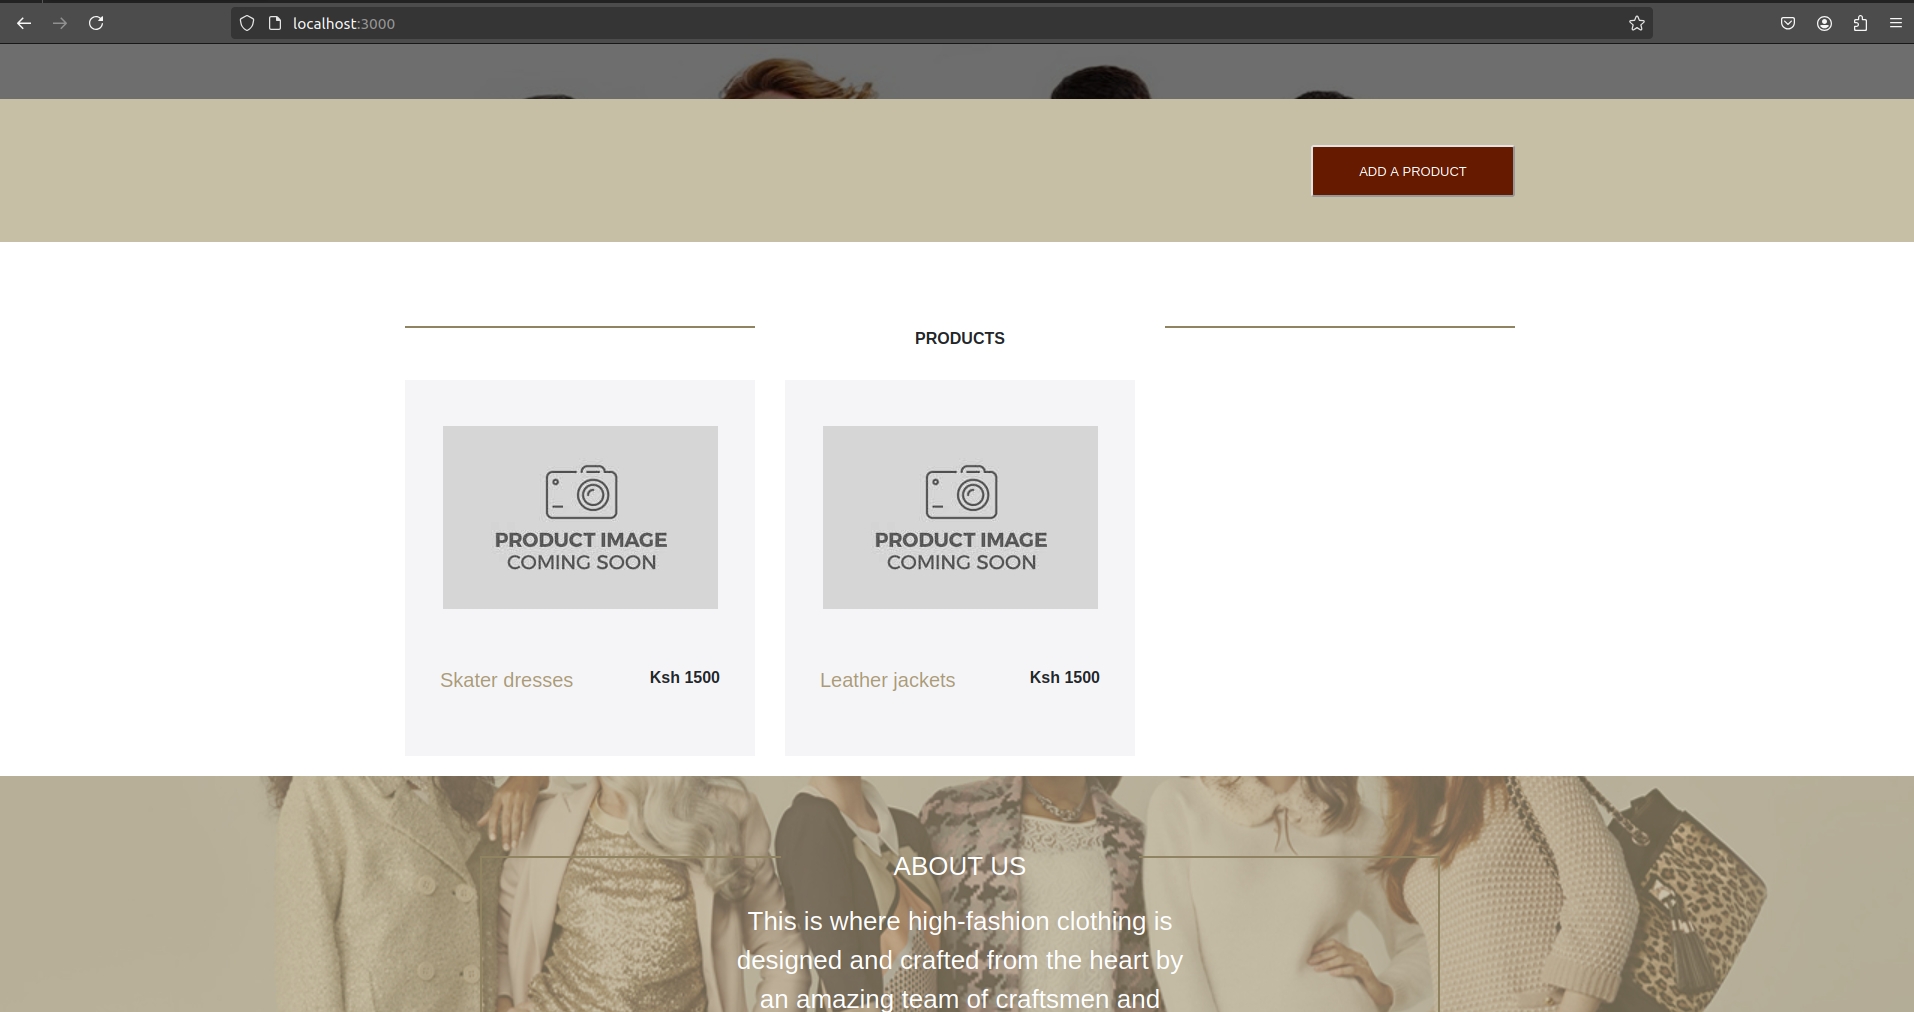 localhost:3000
ADD A PRODUCT
PRODUCTS
PRODUCT IMAGE
COMING SOON
PRODUCT IMAGE
COMING SOON
Skater dresses
Ksh 1500
Leather jackets
Ksh 1500
ABOUT US
This is where high-fashion clothing is
designed and crafted from the heart by
an amazing team of craftsmen and